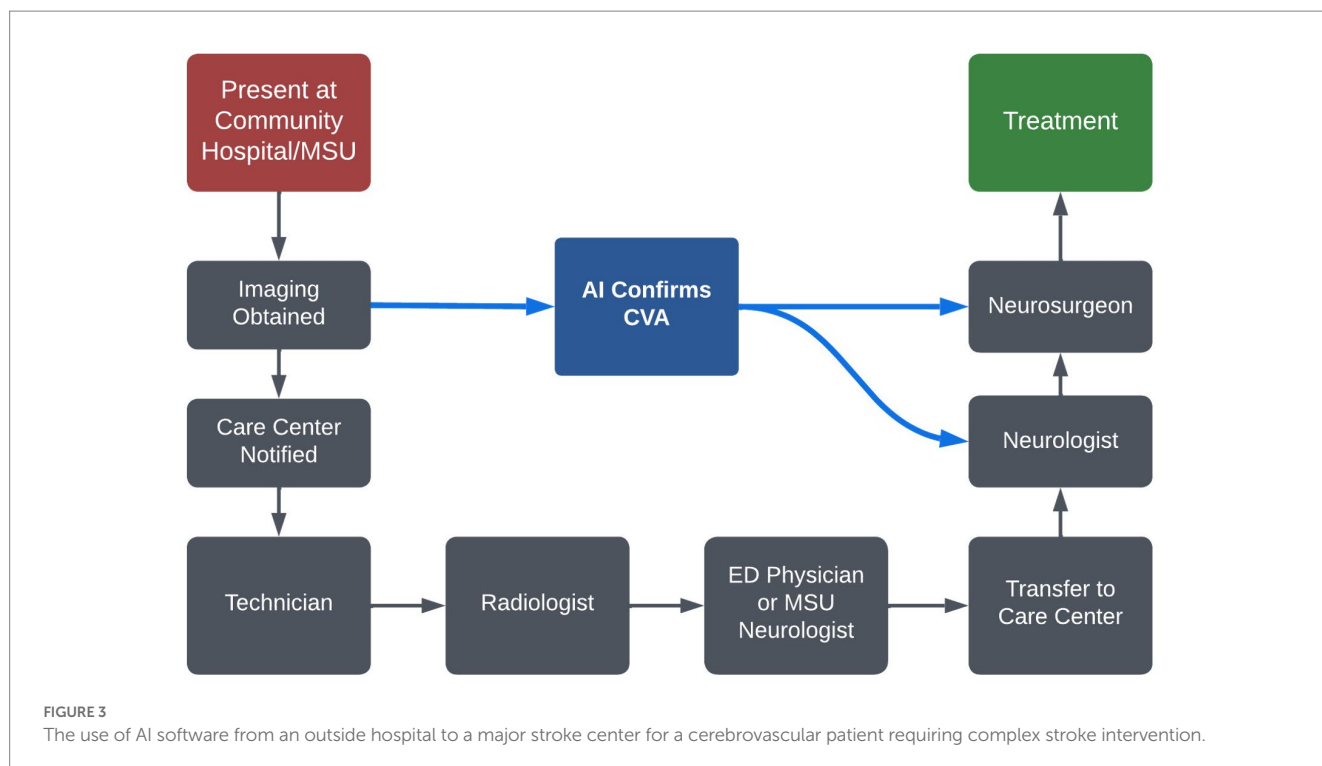 Present at
Community
Hospital/MSU
Treatment
Imaging
Obtained
AI Confirms
CVA
Neurosurgeon
Care Center
Notified
Neurologist
Technician
Radiologist
ED Physician
or MSU
Neurologist
Transfer to
Care Center
FIGURE 3
The use of AI software from an outside hospital to a major stroke center for a cerebrovascular patient requiring complex stroke intervention.